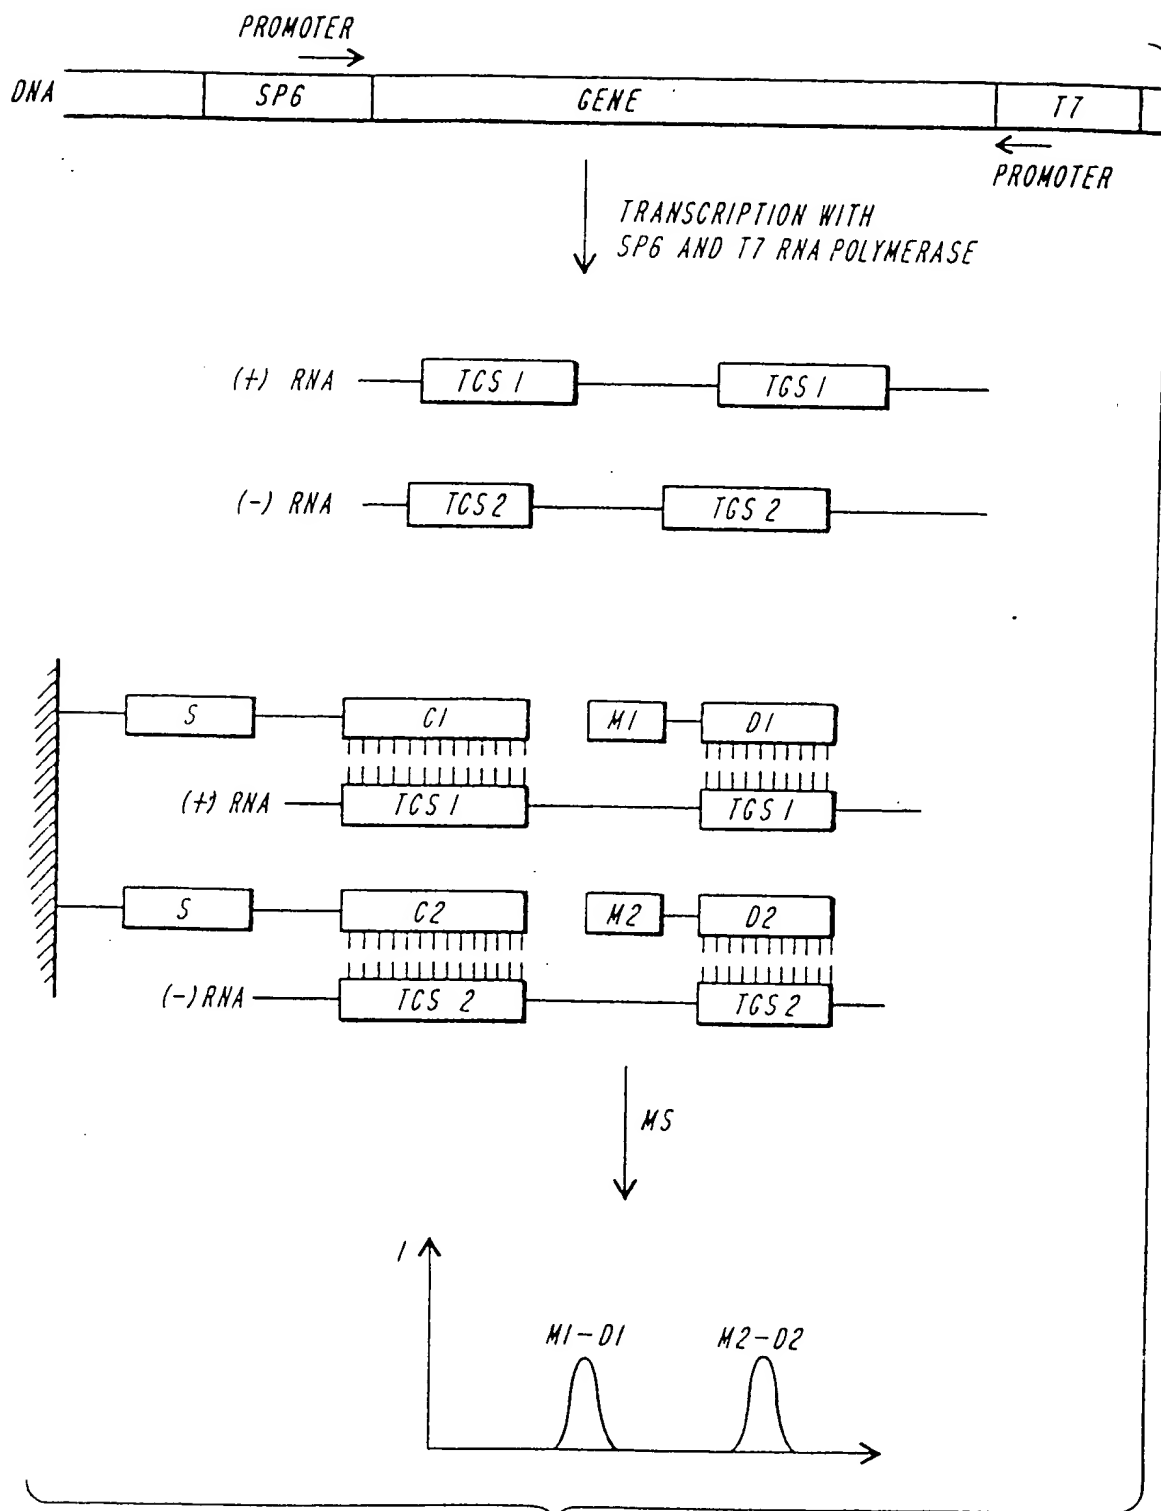 PROMOTER
DNA SP6 GENE T7
PROMOTER
TRANSCRIPTION WITH
SP6 AND T7 RNA POLYMERASE
(+) RNA TCS 1 TGS 1
(-) RNA TCS 2 TGS 2
S C1 M1 D1
(+) RNA TCS 1 TGS 1
S C2 M2 D2
(-) RNA TCS 2 TGS 2
MS
I
M1-D1 M2-D2